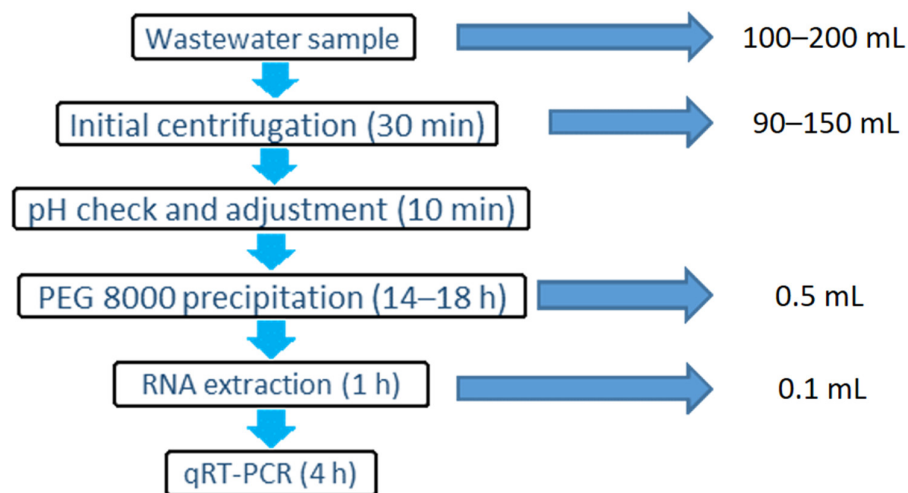 Wastewater sample
100–200 mL
Initial centrifugation (30 min)
90–150 mL
pH check and adjustment (10 min)
PEG 8000 precipitation (14–18 h)
0.5 mL
RNA extraction (1 h)
0.1 mL
qRT-PCR (4 h)